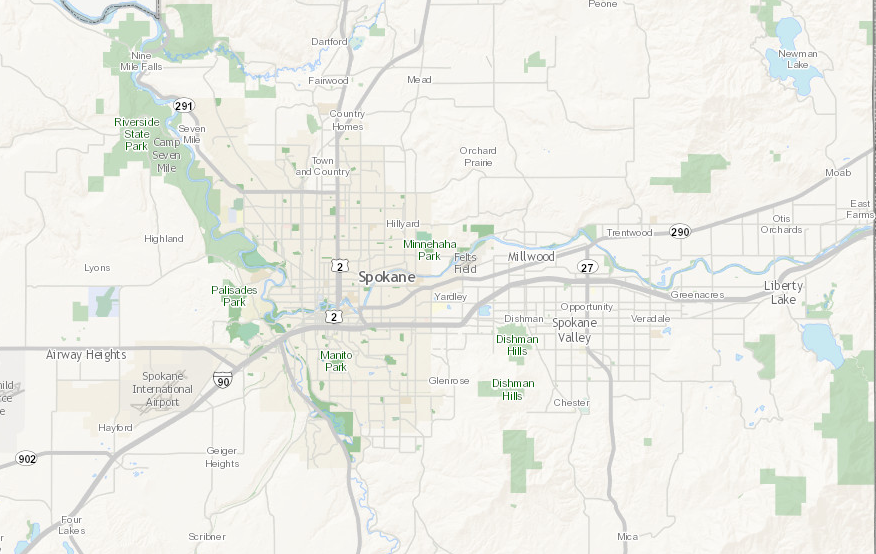 Peone
Dartford
Nine
Mile Falls
Newman
Lake
Fairwood
Mead
291
Country
Homes
Riverside
State
Park
Seven
Mile
Camp
Seven
Mile
Orchard
Prairie
Town
and Country
Moab
East
Farms
Otis
Orchards
Hillyard
Trentwood
290
Highland
Minnehaha
Park
Felts
Field
Millwood
Lyons
2
Spokane
27
Liberty
Lake
Palisades
Park
Yardley
Greenacres
Opportunity
2
Dishman
Spokane
Valley
Veradale
Dishman
Hills
Airway Heights
Manito
Park
Spokane
International
Airport
90
Glenrose
Dishman
Hills
Chester
Hayford
Geiger
Heights
902
Four
Lakes
Scribner
Mica